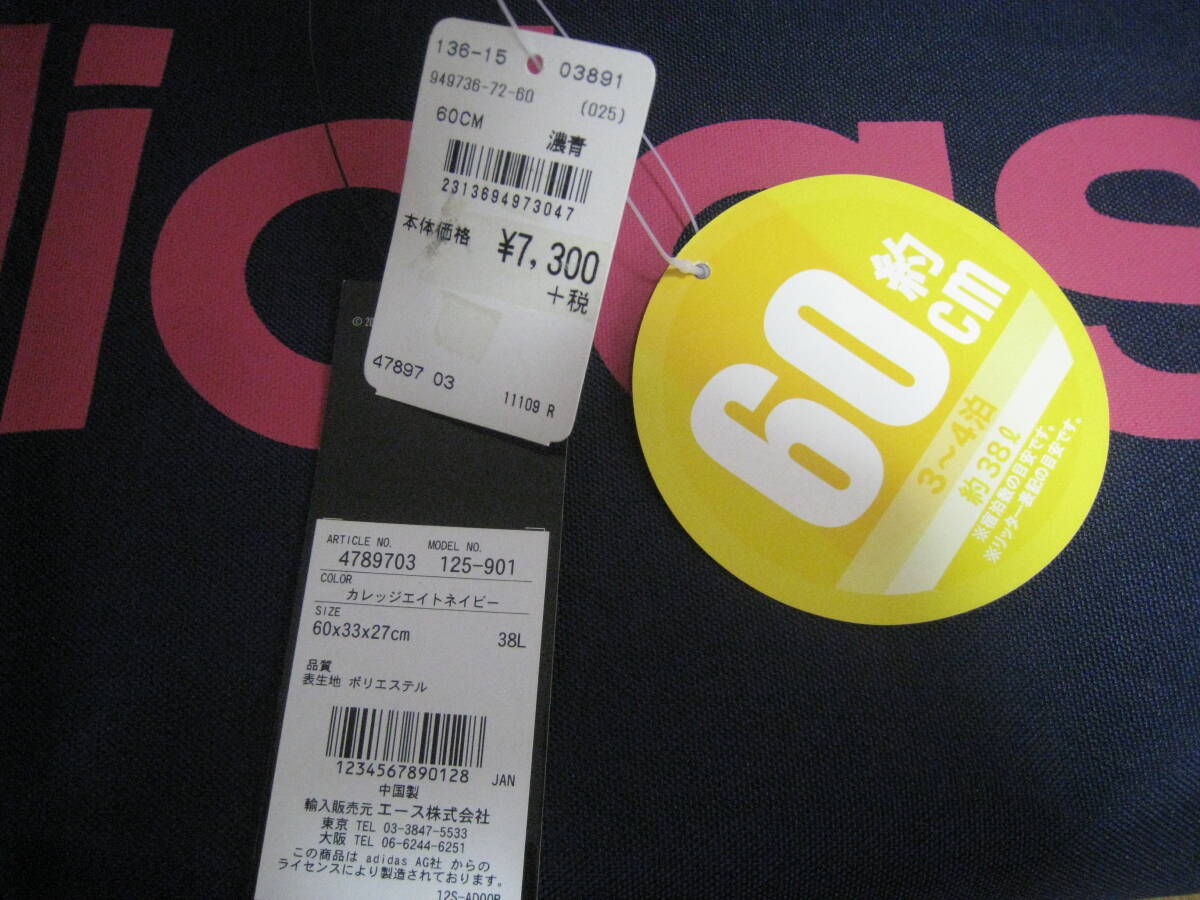 didas
136-15 03891
949736-72-60 (025)
60CM 濃青
2313694973047
本体価格 ¥7,300
+税
47897 03
11109 R
約
60cm
3〜4泊
約38ℓ
※宿泊数の目安です。
※リッター表記の目安です。
© 20
ARTICLE NO. MODEL NO.
4789703 125-901
COLOR
カレッジエイトネイビー
SIZE
60x33x27cm 38L
品質
表生地 ポリエステル
1234567890128 JAN
中国製
輸入販売元 エース株式会社
東京 TEL 03-3847-5533
大阪 TEL 06-6244-6251
この商品は adidas AG社 からの
ライセンスにより製造されております。
12S-AD00R